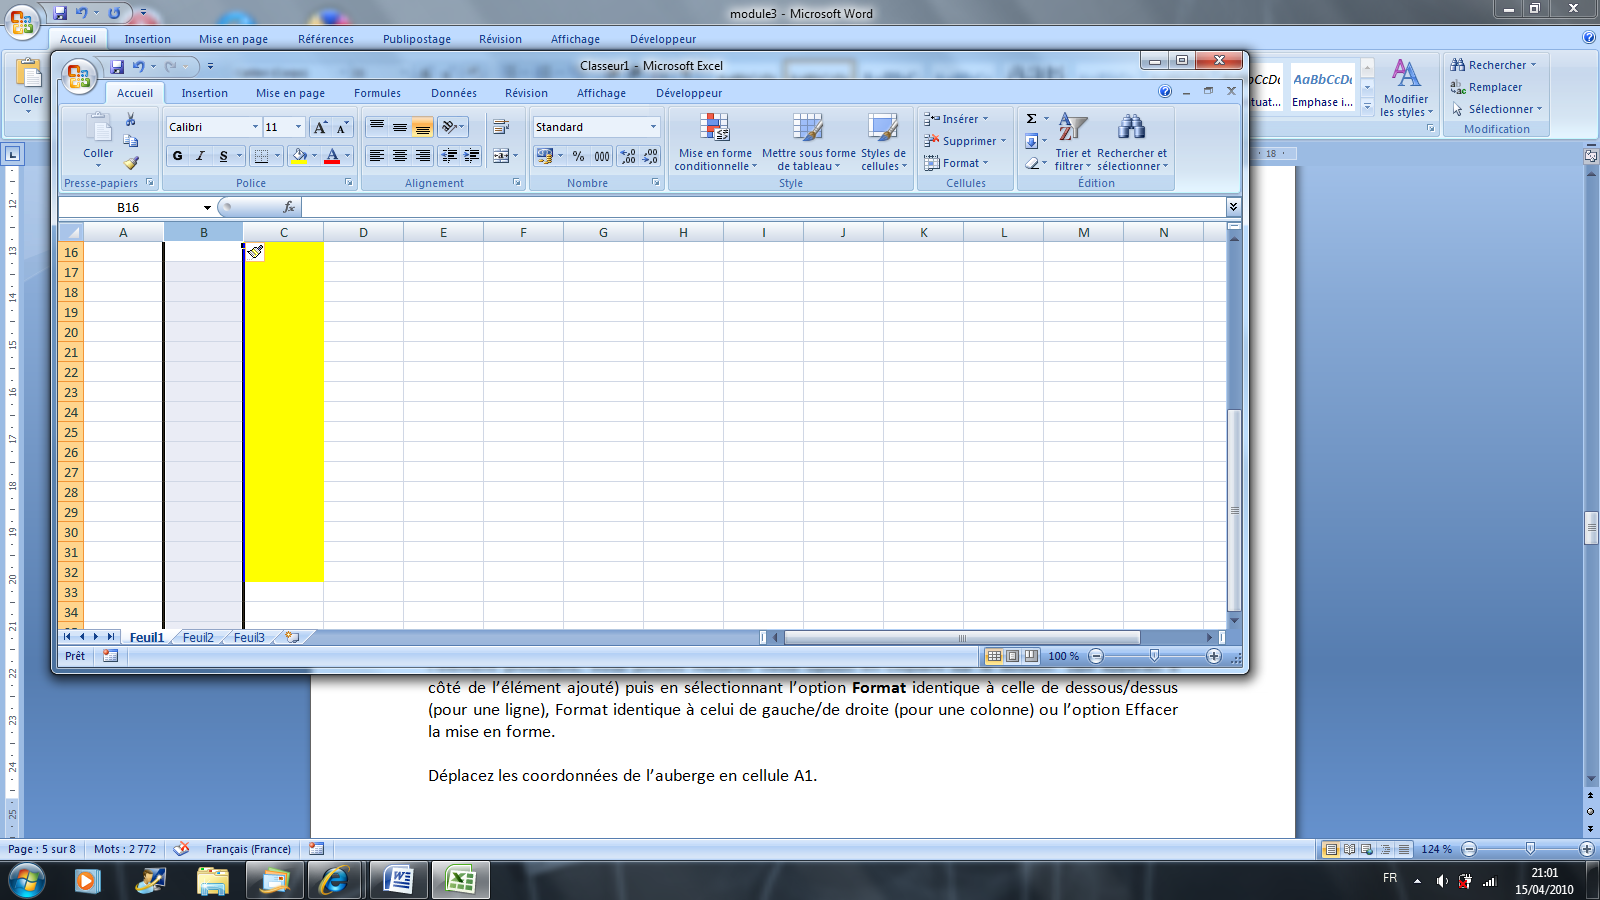 module3 - Microsoft Word
Accueil Insertion Mise en page Références Publipostage Révision Affichage Développeur
Coller
Classeur1 - Microsoft Excel
Accueil Insertion Mise en page Formules Données Révision Affichage Développeur
Coller
Presse-papiers
Calibri 11
G I S
Police
Alignement
Standard
% 000
Nombre
Mise en forme conditionnelle
Mettre sous forme de tableau
Styles de cellules
Style
Insérer
Supprimer
Format
Cellules
Σ
Trier et filtrer
Rechercher et sélectionner
Édition
AaBbCcDc
Emphase i...
Modifier les styles
Rechercher
Remplacer
Sélectionner
Modification
B16
fx
A B C D E F G H I J K L M N
16
17
18
19
20
21
22
23
24
25
26
27
28
29
30
31
32
33
34
Feuil1 Feuil2 Feuil3
Prêt
100 %
côté de l’élément ajouté) puis en sélectionnant l’option Format identique à celle de dessous/dessus
(pour une ligne), Format identique à celui de gauche/de droite (pour une colonne) ou l’option Effacer
la mise en forme.
Déplacez les coordonnées de l’auberge en cellule A1.
Page : 5 sur 8 Mots : 2 772 Français (France)
124 %
FR
21:01
15/04/2010